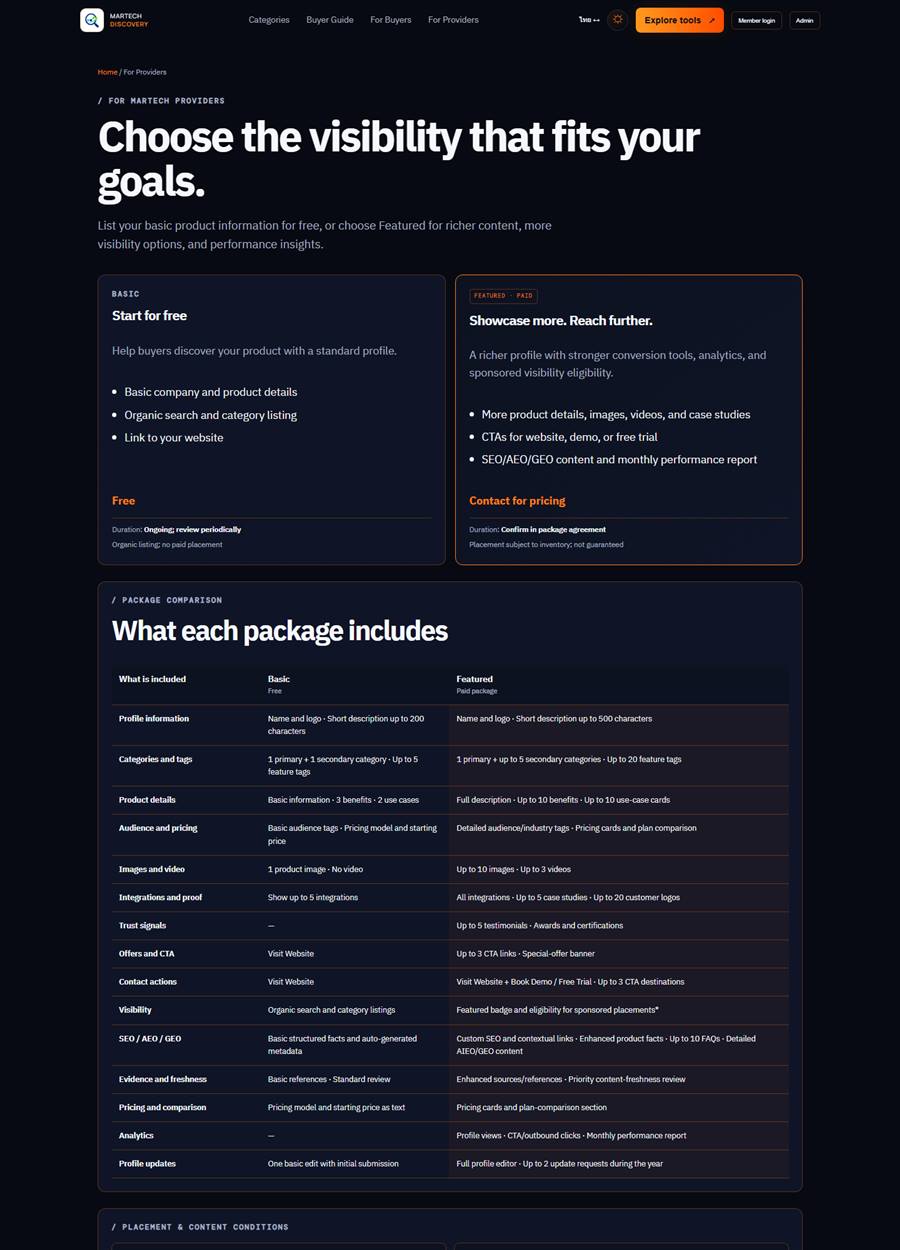 MARTECH
DISCOVERY
Categories
Buyer Guide
For Buyers
For Providers
ไทย ↔
Explore tools ↗
Member login
Admin
Home / For Providers
/ FOR MARTECH PROVIDERS
Choose the visibility that fits your
goals.
List your basic product information for free, or choose Featured for richer content, more
visibility options, and performance insights.
BASIC
Start for free
Help buyers discover your product with a standard profile.
• Basic company and product details
• Organic search and category listing
• Link to your website
Free
Duration: Ongoing; review periodically
Organic listing; no paid placement
FEATURED · PAID
Showcase more. Reach further.
A richer profile with stronger conversion tools, analytics, and
sponsored visibility eligibility.
• More product details, images, videos, and case studies
• CTAs for website, demo, or free trial
• SEO/AEO/GEO content and monthly performance report
Contact for pricing
Duration: Confirm in package agreement
Placement subject to inventory; not guaranteed
/ PACKAGE COMPARISON
What each package includes
What is included
Basic
Free
Featured
Paid package
Profile information
Name and logo · Short description up to 200
characters
Name and logo · Short description up to 500 characters
Categories and tags
1 primary + 1 secondary category · Up to 5
feature tags
1 primary + up to 5 secondary categories · Up to 20 feature tags
Product details
Basic information · 3 benefits · 2 use cases
Full description · Up to 10 benefits · Up to 10 use-case cards
Audience and pricing
Basic audience tags · Pricing model and starting
price
Detailed audience/industry tags · Pricing cards and plan comparison
Images and video
1 product image · No video
Up to 10 images · Up to 3 videos
Integrations and proof
Show up to 5 integrations
All integrations · Up to 5 case studies · Up to 20 customer logos
Trust signals
—
Up to 5 testimonials · Awards and certifications
Offers and CTA
Visit Website
Up to 3 CTA links · Special-offer banner
Contact actions
Visit Website
Visit Website + Book Demo / Free Trial · Up to 3 CTA destinations
Visibility
Organic search and category listings
Featured badge and eligibility for sponsored placements*
SEO / AEO / GEO
Basic structured facts and auto-generated
metadata
Custom SEO and contextual links · Enhanced product facts · Up to 10 FAQs · Detailed
AIEO/GEO content
Evidence and freshness
Basic references · Standard review
Enhanced sources/references · Priority content-freshness review
Pricing and comparison
Pricing model and starting price as text
Pricing cards and plan-comparison section
Analytics
—
Profile views · CTA/outbound clicks · Monthly performance report
Profile updates
One basic edit with initial submission
Full profile editor · Up to 2 update requests during the year
/ PLACEMENT & CONTENT CONDITIONS